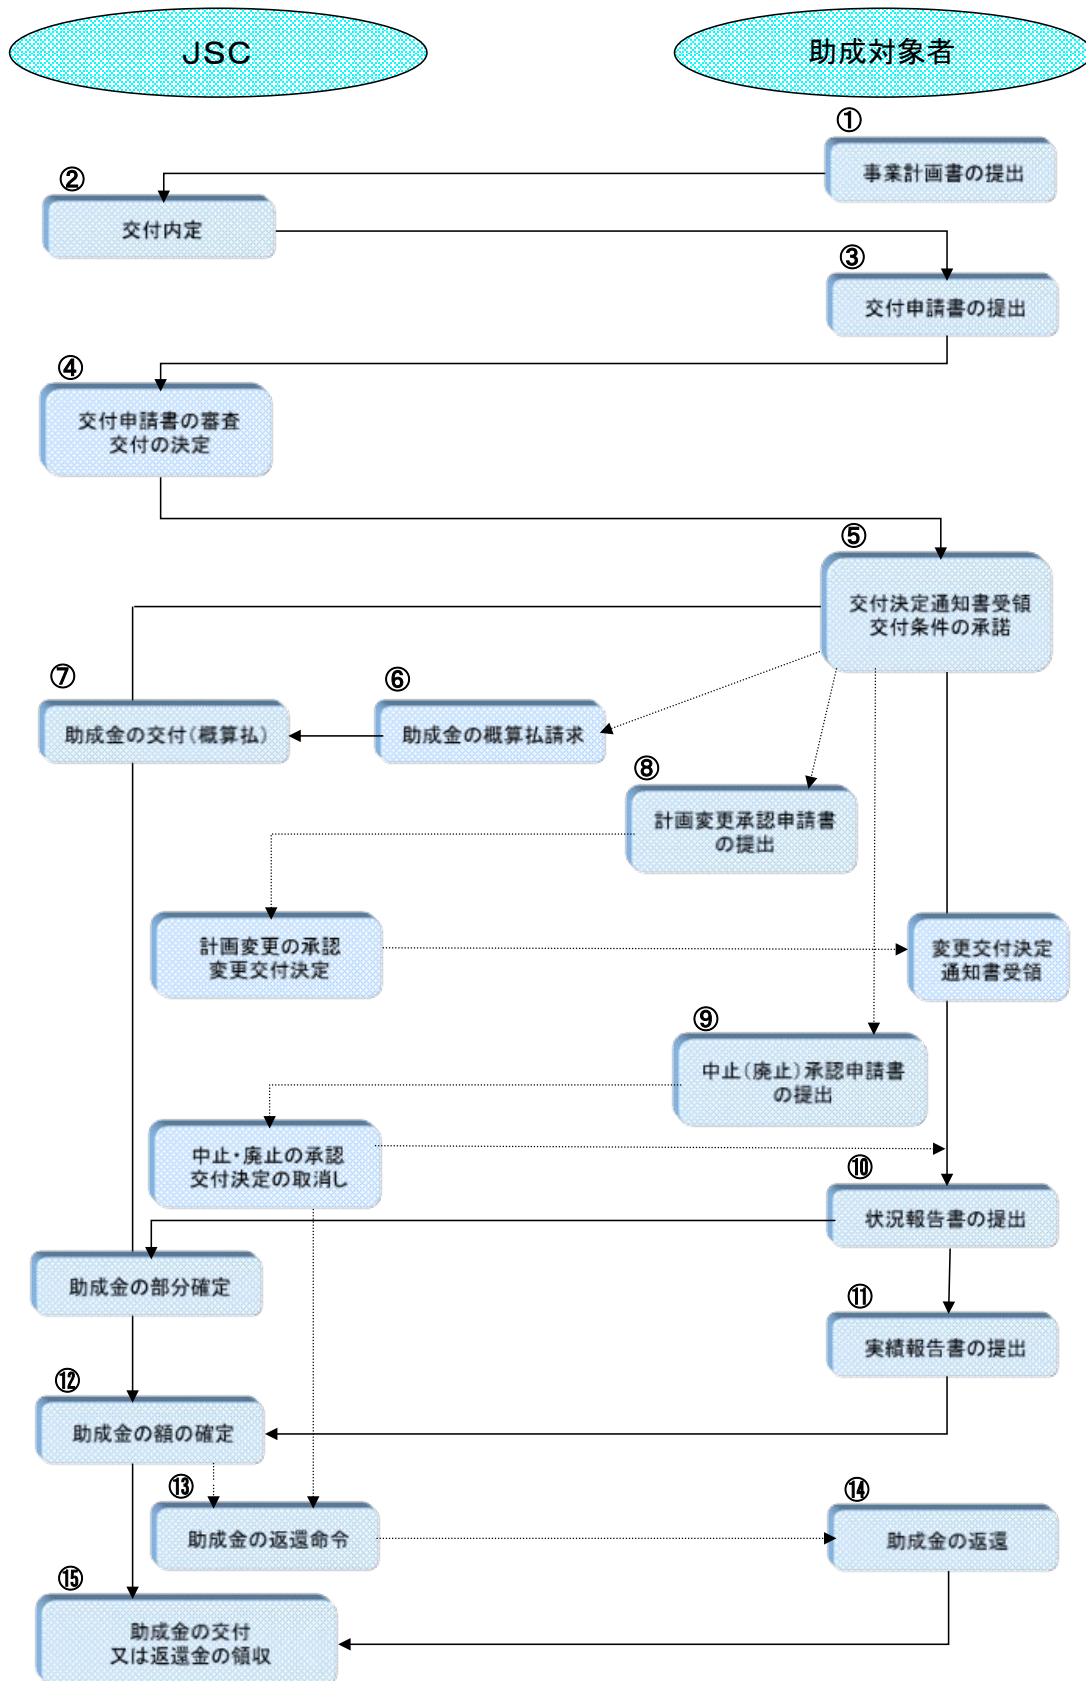 JSC
助成対象者
①
事業計画書の提出
②
交付内定
③
交付申請書の提出
④
交付申請書の審査
交付の決定
⑤
交付決定通知書受領
交付条件の承諾
⑦
助成金の交付（概算払）
⑥
助成金の概算払請求
⑧
計画変更承認申請書
の提出
計画変更の承認
変更交付決定
変更交付決定
通知書受領
⑨
中止（廃止）承認申請書
の提出
中止・廃止の承認
交付決定の取消し
⑩
状況報告書の提出
助成金の部分確定
⑪
実績報告書の提出
⑫
助成金の額の確定
⑬
助成金の返還命令
⑭
助成金の返還
⑮
助成金の交付
又は返還金の領収